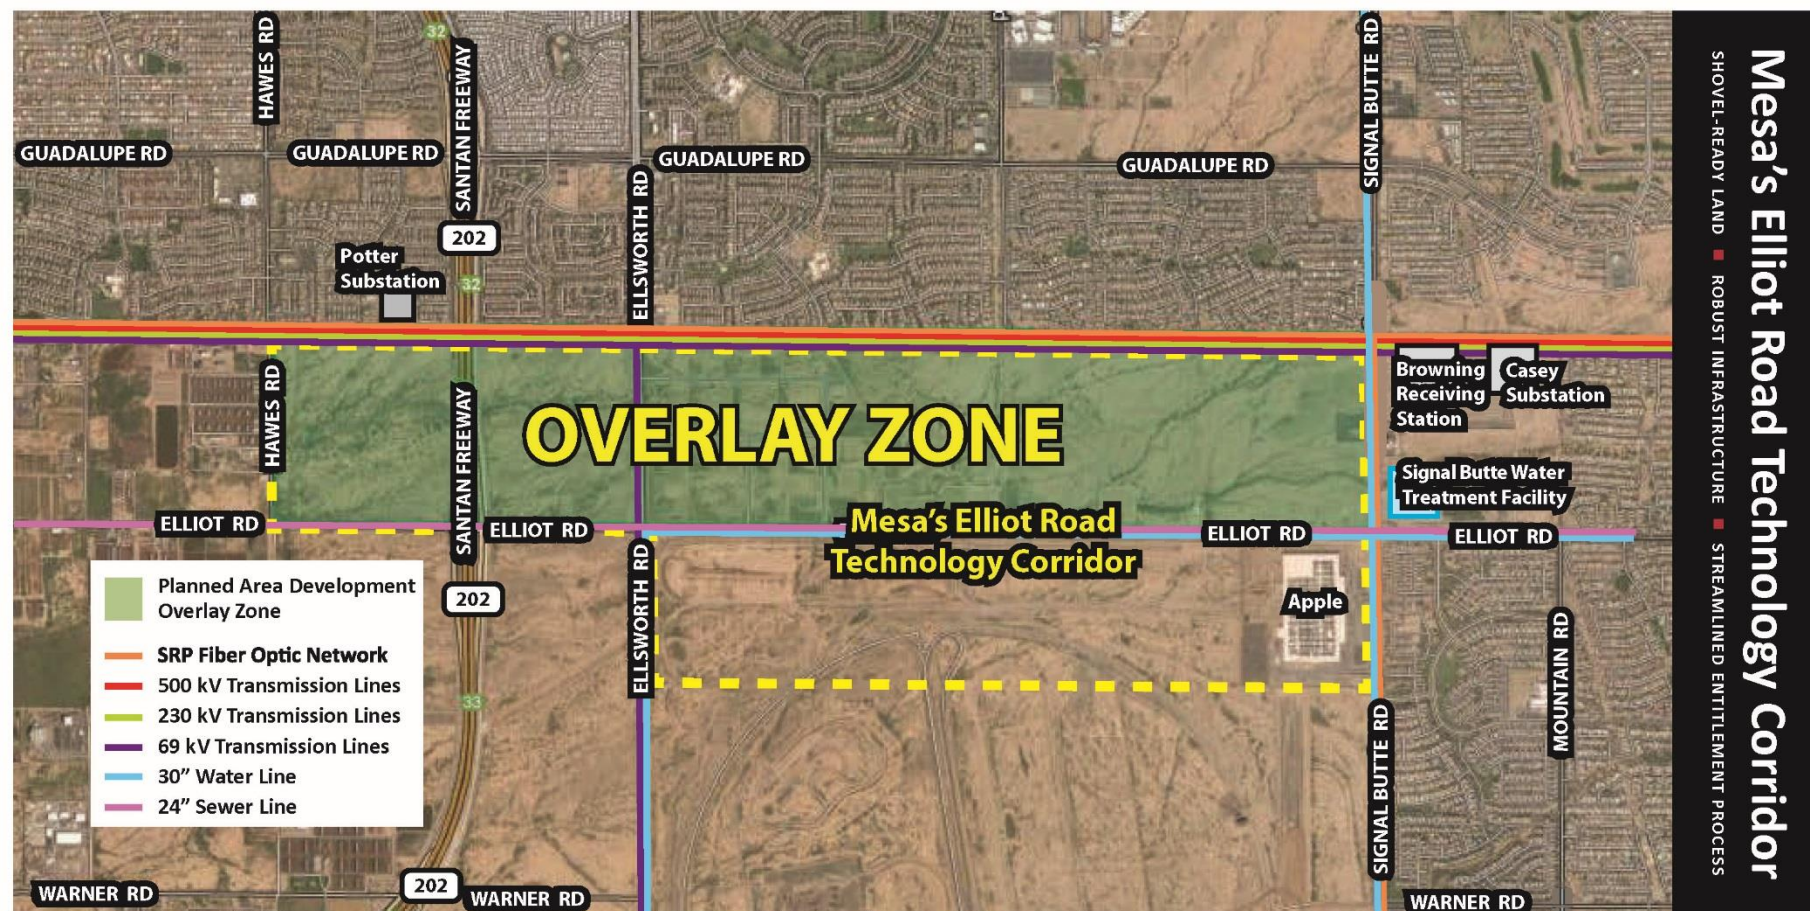 HAWES RD
SANTAN FREEWAY
SIGNAL BUTTE RD
32
GUADALUPE RD
GUADALUPE RD
GUADALUPE RD
GUADALUPE RD
ELLSWORTH RD
202
Potter
Substation
32
HAWES RD
SANTAN FREEWAY
OVERLAY ZONE
Browning
Receiving
Station
Casey
Substation
Signal Butte Water
Treatment Facility
ELLIOT RD
ELLIOT RD
Mesa's Elliot Road
Technology Corridor
ELLIOT RD
ELLIOT RD
ELLSWORTH RD
Apple
MOUNTAIN RD
202
Planned Area Development
Overlay Zone
SRP Fiber Optic Network
500 kV Transmission Lines
230 kV Transmission Lines
69 kV Transmission Lines
30” Water Line
24” Sewer Line
33
SIGNAL BUTTE RD
WARNER RD
202
WARNER RD
WARNER RD
Mesa’s Elliot Road Technology Corridor
SHOVEL-READY LAND ■ ROBUST INFRASTRUCTURE ■ STREAMLINED ENTITLEMENT PROCESS